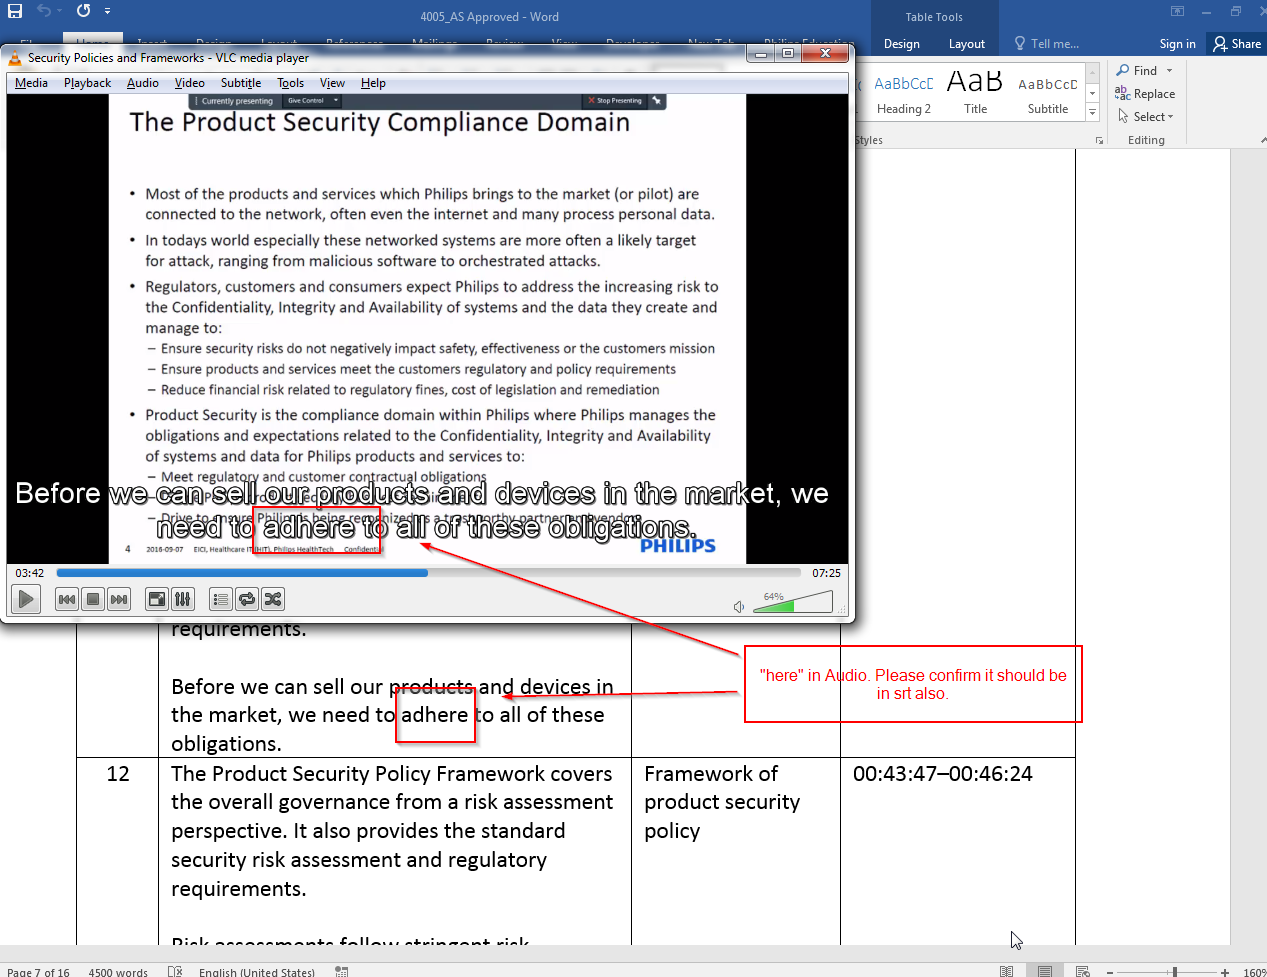 4005_AS Approved - Word
Table Tools
Design
Layout
Tell me...
Sign in
Share
Security Policies and Frameworks - VLC media player
Media Playback Audio Video Subtitle Tools View Help
Currently presenting Give Control Stop Presenting
The Product Security Compliance Domain
• Most of the products and services which Philips brings to the market (or pilot) are
connected to the network, often even the internet and many process personal data.
• In todays world especially these networked systems are more often a likely target
for attack, ranging from malicious software to orchestrated attacks.
• Regulators, customers and consumers expect Philips to address the increasing risk to
the Confidentiality, Integrity and Availability of systems and the data they create and
manage to:
– Ensure security risks do not negatively impact safety, effectiveness or the customers mission
– Ensure products and services meet the customers regulatory and policy requirements
– Reduce financial risk related to regulatory fines, cost of legislation and remediation
• Product Security is the compliance domain within Philips where Philips manages the
obligations and expectations related to the Confidentiality, Integrity and Availability
of systems and data for Philips products and services to:
– Meet regulatory and customer contractual obligations
Before we can sell our products and devices in the market, we
– Drive to ensure Philips is being recognized as a trustworthy partner
need to adhere to all of these obligations.
4 2016-09-07 EICI, Healthcare IT (HIT), Philips HealthTech Confidential
PHILIPS
03:42
07:25
64%
AaBbCcD
AaB
AaBbCcD
Heading 2
Title
Subtitle
Styles
Find
Replace
Select
Editing
requirements.
Before we can sell our products and devices in
the market, we need to adhere to all of these
obligations.
"here" in Audio. Please confirm it should be
in srt also.
12
The Product Security Policy Framework covers
the overall governance from a risk assessment
perspective. It also provides the standard
security risk assessment and regulatory
requirements.
Framework of
product security
policy
00:43:47–00:46:24
Risk assessments follow stringent risk
Page 7 of 16 4500 words English (United States)
160%